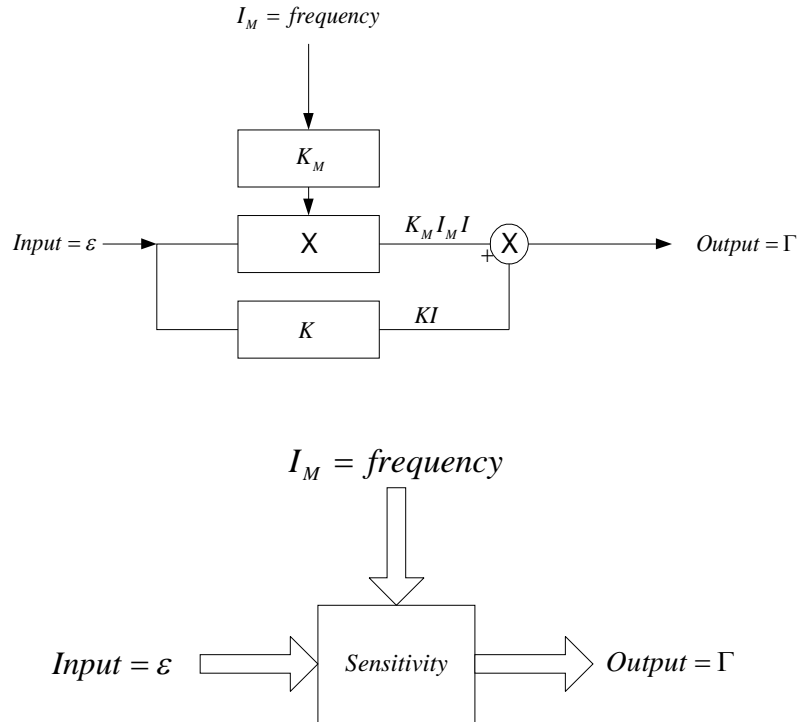 I_M = frequency
K_M
Input = ε
X
K_M I_M I
X
+
Output = Γ
K
KI
I_M = frequency
Input = ε
Sensitivity
Output = Γ